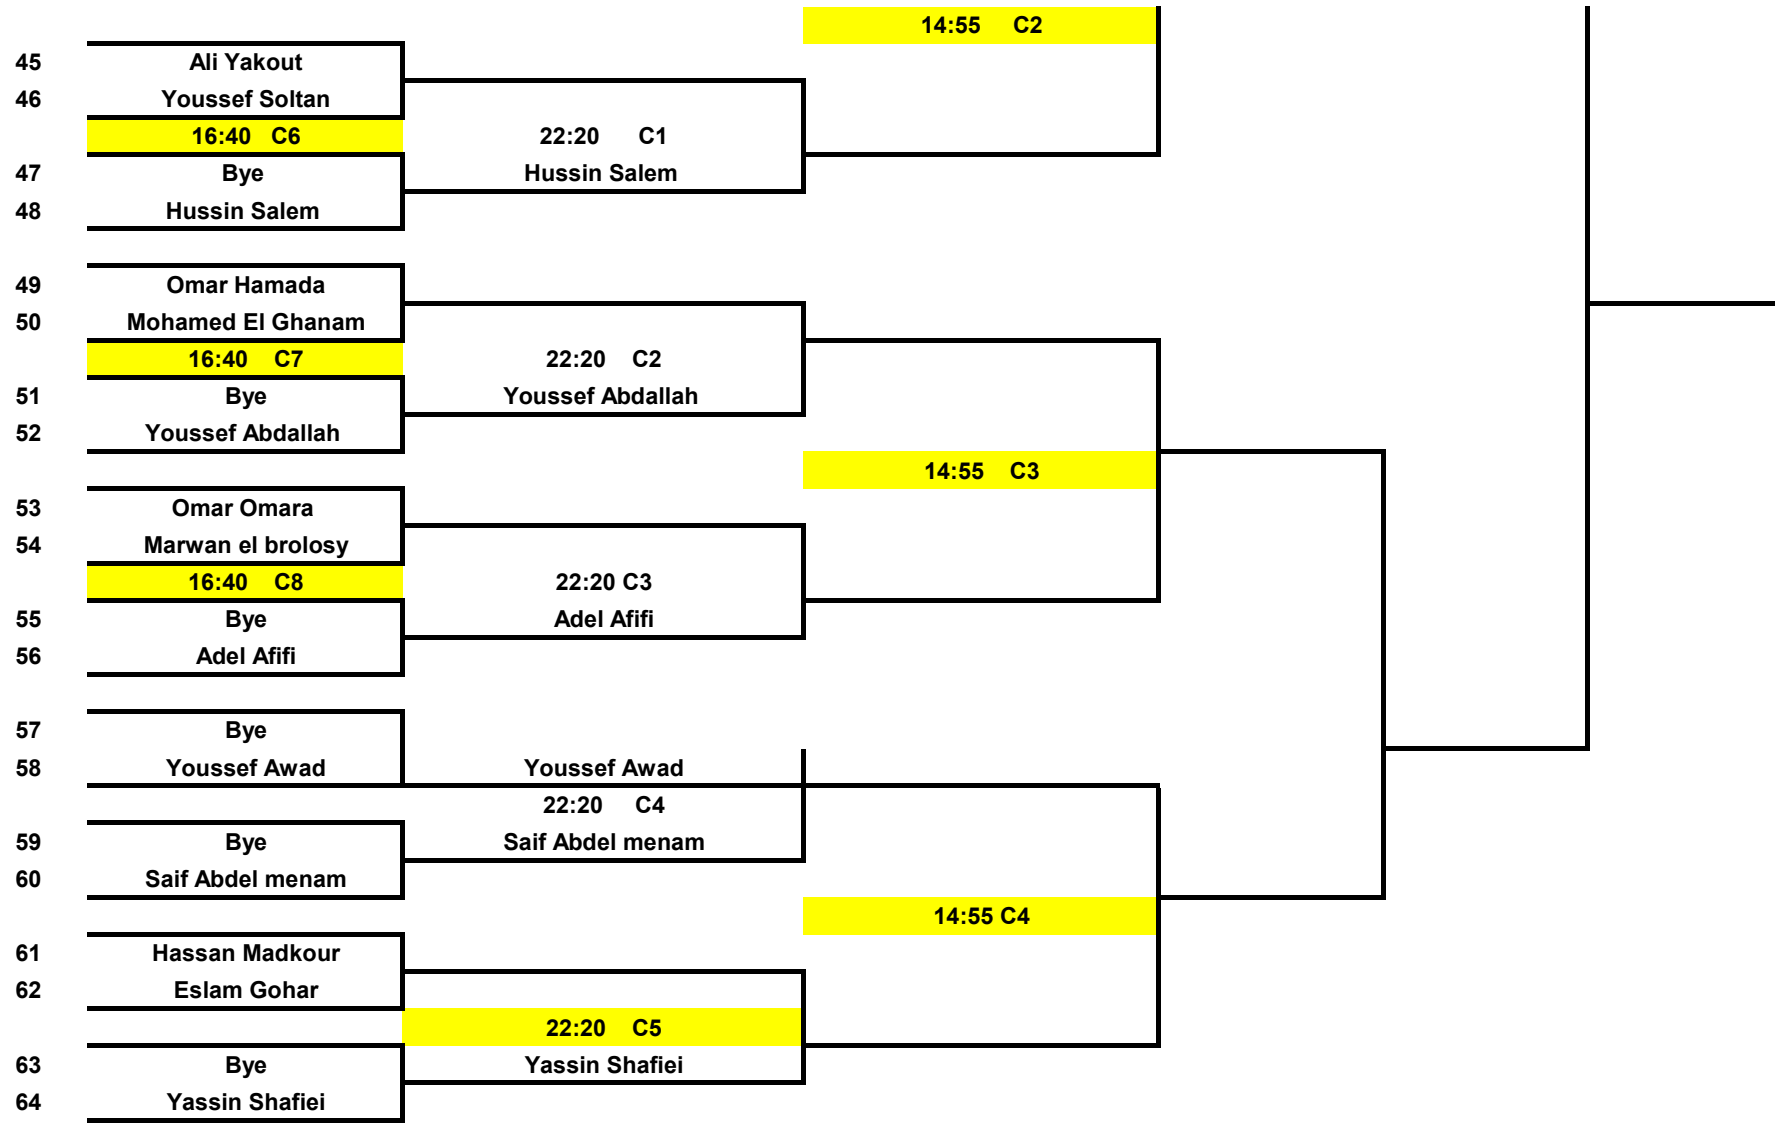 14:55 C2
45 Ali Yakout
46 Youssef Soltan
16:40 C6 22:20 C1
47 Bye Hussin Salem
48 Hussin Salem
49 Omar Hamada
50 Mohamed El Ghanam
16:40 C7 22:20 C2
51 Bye Youssef Abdallah
52 Youssef Abdallah
14:55 C3
53 Omar Omara
54 Marwan el brolosy
16:40 C8 22:20 C3
55 Bye Adel Afifi
56 Adel Afifi
57 Bye
58 Youssef Awad Youssef Awad
22:20 C4
59 Bye Saif Abdel menam
60 Saif Abdel menam
14:55 C4
61 Hassan Madkour
62 Eslam Gohar
22:20 C5
63 Bye Yassin Shafiei
64 Yassin Shafiei